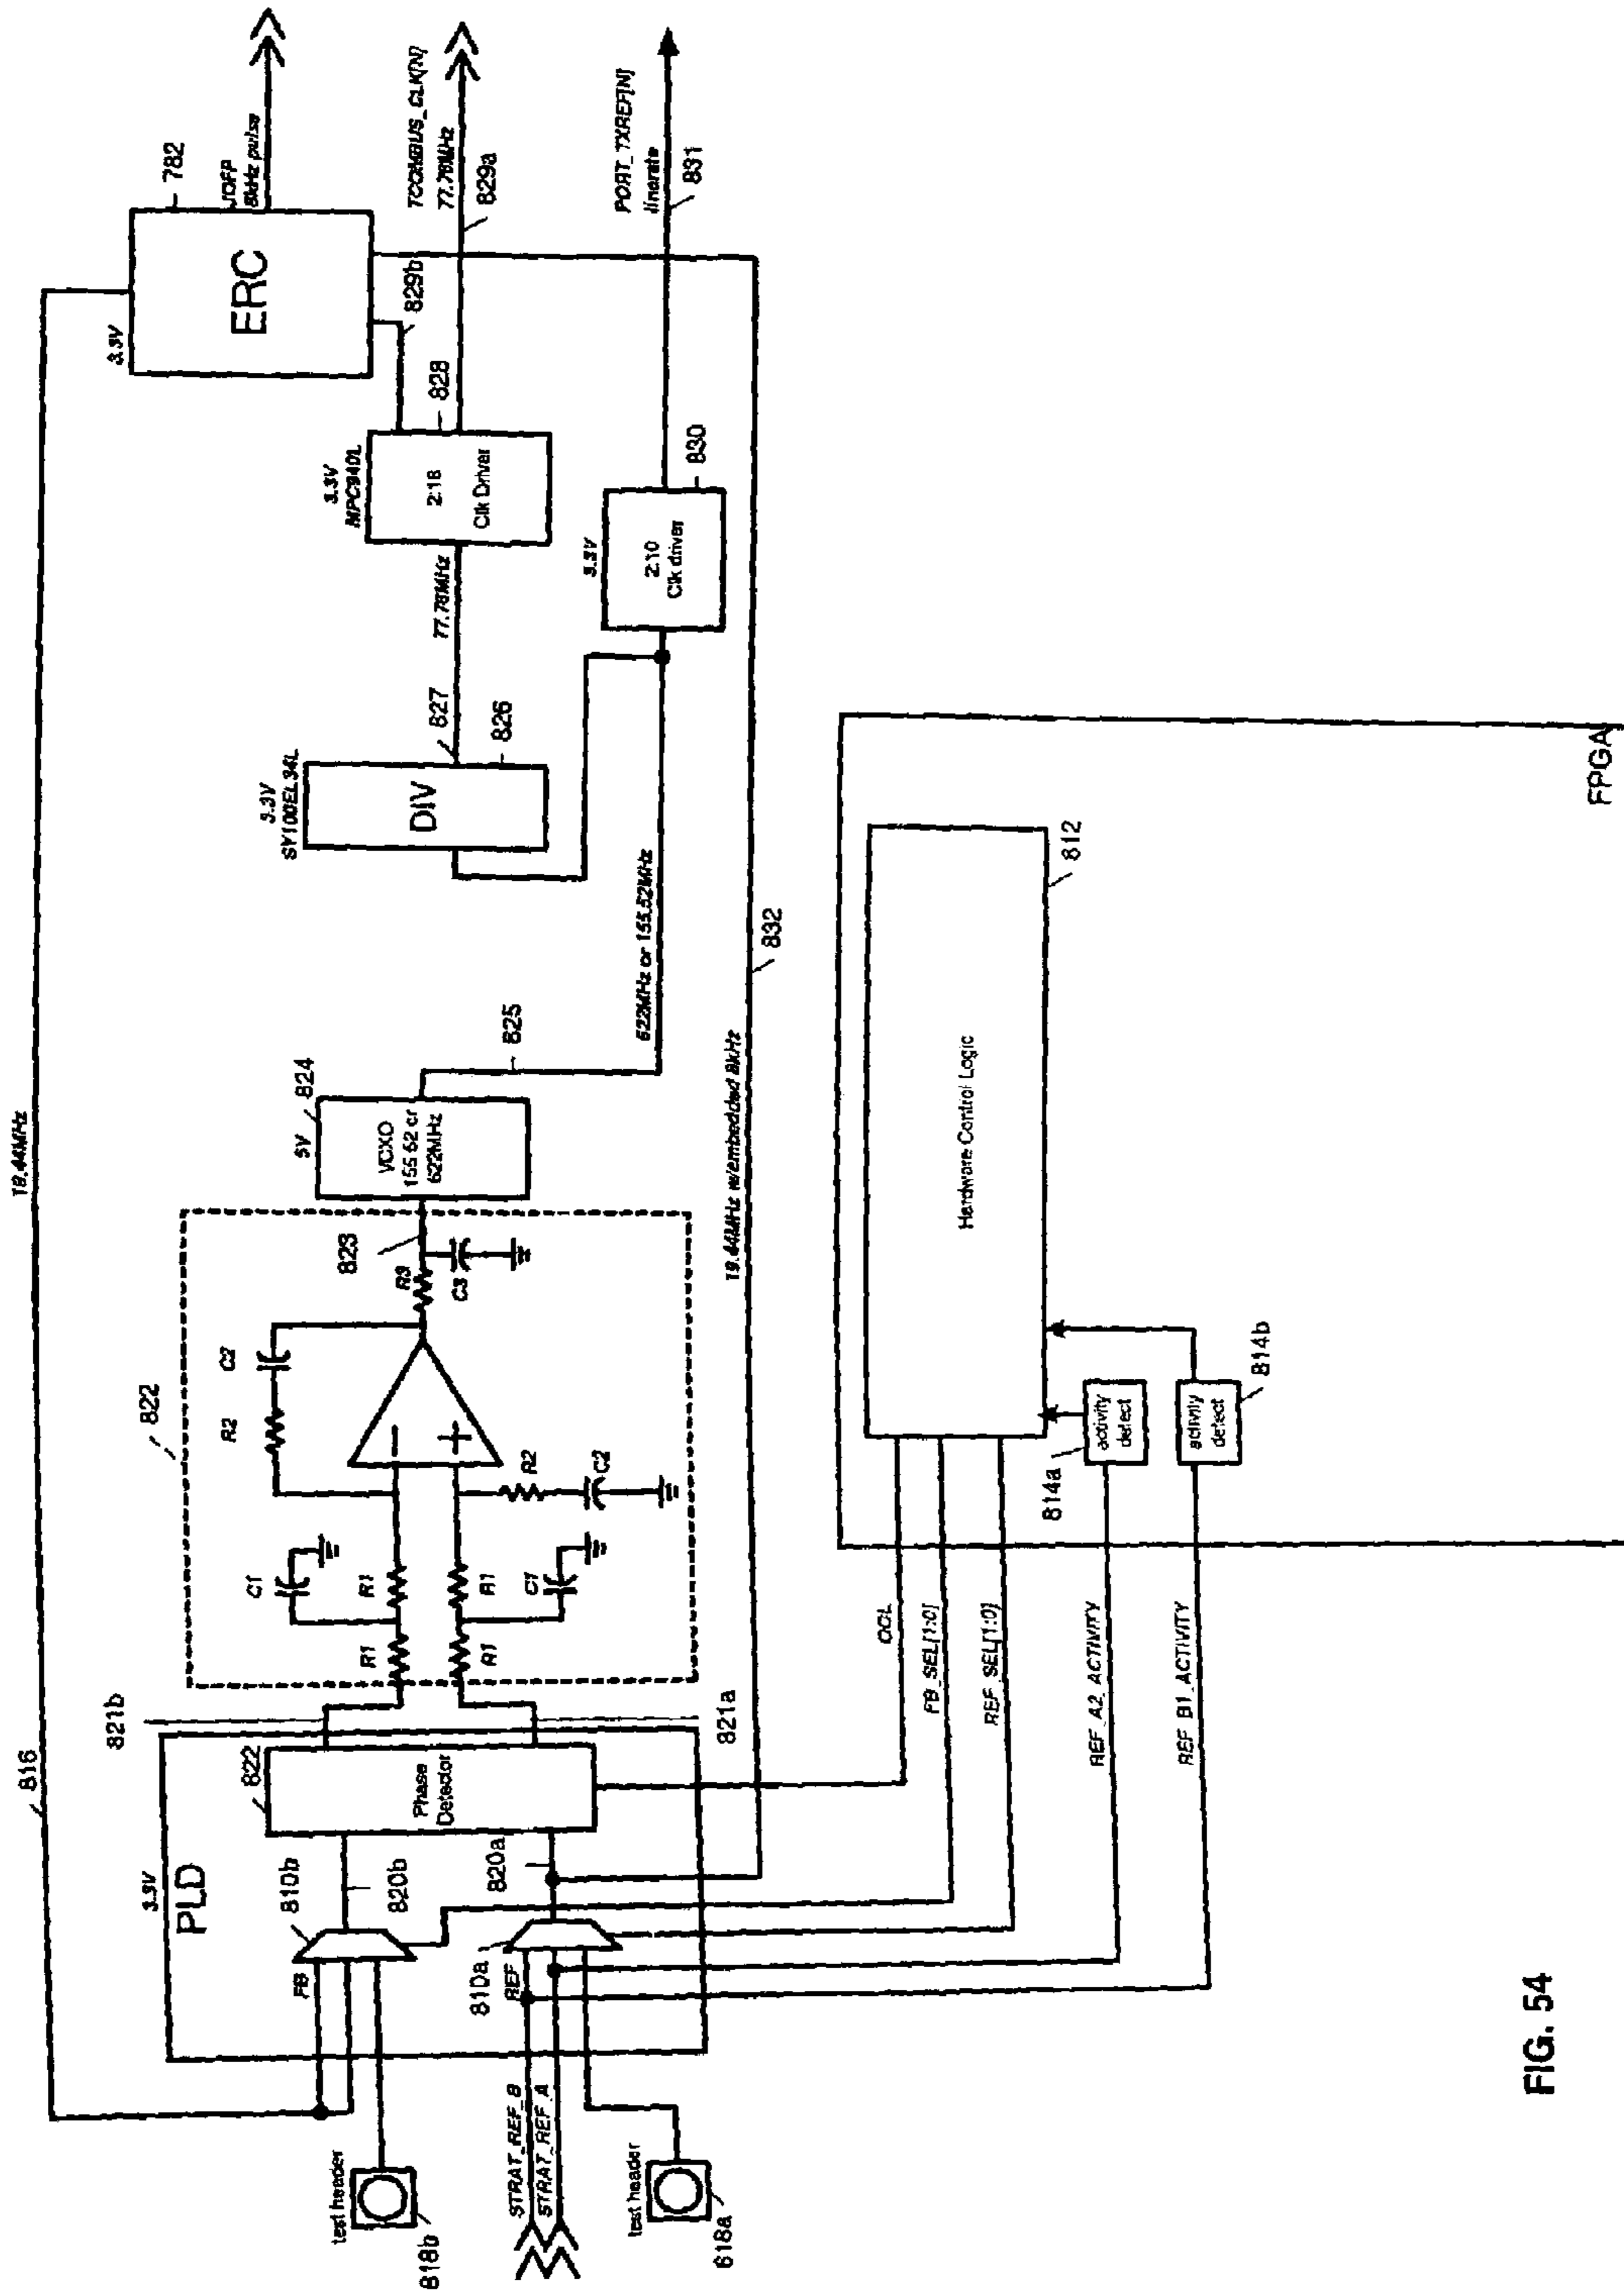 19.44MHz
816
3.3V
ERC
782
JOFP
8kHz pulse
829b
TCOMBUS_CLK[N]
77.76MHz
829a
3.3V
MPC940L
2:18
Clk Driver
828
77.76MHz
827
826
3.3V
SY100EL34L
DIV
PORT_TXREF[N]
linerate
831
3.3V
2:10
Clk driver
830
622MHz or 155.52MHz
825
5V
824
VCXO
155.52 or
622MHz
823
R3
C3
822
C2
R2
R2
C2
C1
R1
R1
R1
R1
C1
821b
821a
822
Phase
Detector
3.3V
PLD
810b
820b
820a
FB
810a
REF
19.44MHz w/embedded 8kHz
832
test header
818b
STRAT_REF_B
STRAT_REF_A
test header
618a
OCL
FB_SEL[1:0]
REF_SEL[1:0]
REF_A2_ACTIVITY
REF_B1_ACTIVITY
Hardware Control Logic
812
814a
activity
detect
activity
detect
814b
FPGA
FIG. 54